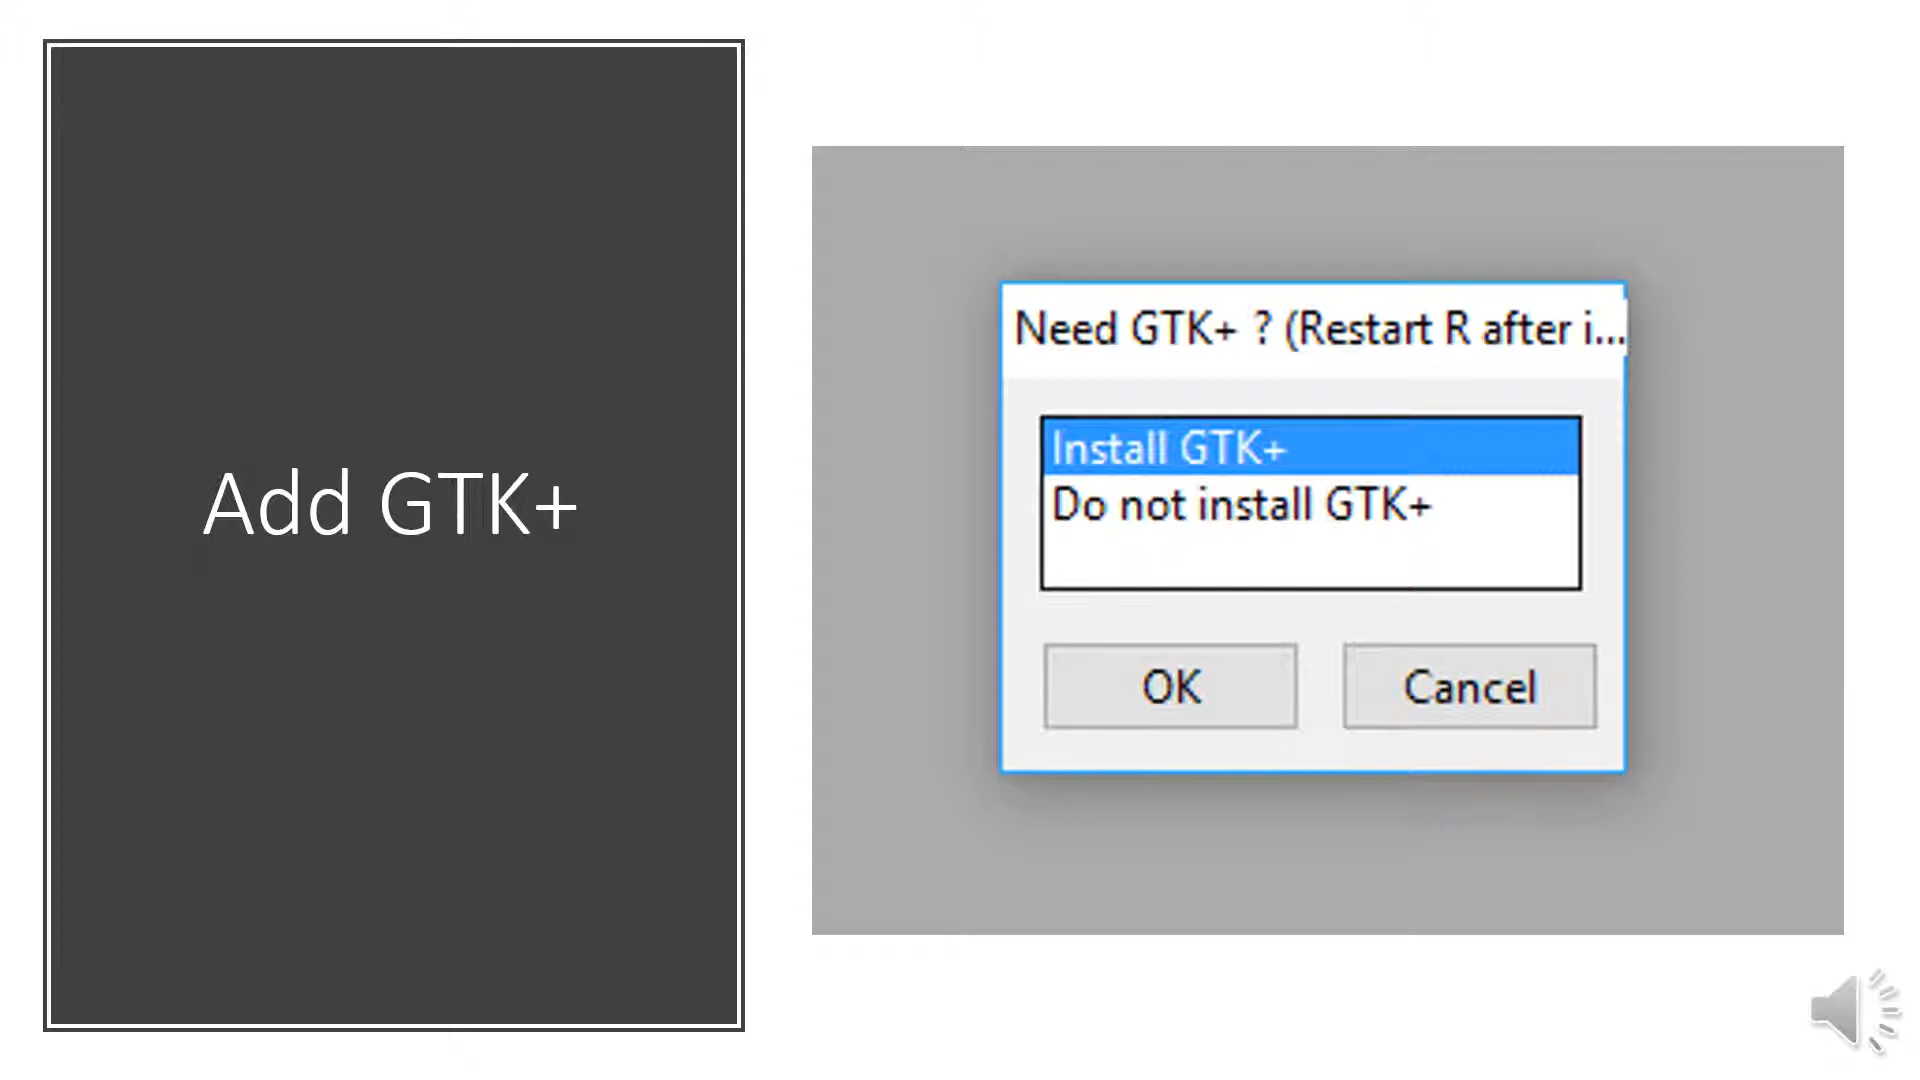 Add GTK+
Need GTK+ ? (Restart R after i...
Install GTK+
Do not install GTK+
OK
Cancel